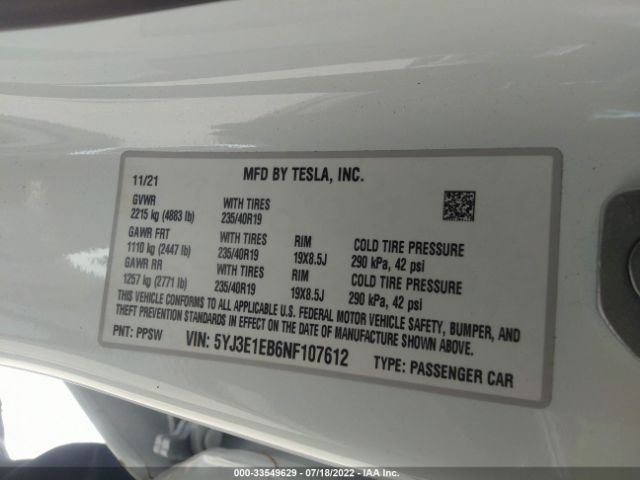 11/21 MFD BY TESLA, INC.
GVWR WITH TIRES
2215 kg (4883 lb) 235/40R19
GAWR FRT WITH TIRES RIM COLD TIRE PRESSURE
1110 kg (2447 lb) 235/40R19 19X8.5J 290 kPa, 42 psi
GAWR RR WITH TIRES RIM COLD TIRE PRESSURE
1257 kg (2771 lb) 235/40R19 19X8.5J 290 kPa, 42 psi
THIS VEHICLE CONFORMS TO ALL APPLICABLE U.S. FEDERAL MOTOR VEHICLE SAFETY, BUMPER, AND
THEFT PREVENTION STANDARDS IN EFFECT ON THE DATE OF MANUFACTURE SHOWN ABOVE.
PNT: PPSW VIN: 5YJ3E1EB6NF107612 TYPE: PASSENGER CAR
000-33549629 - 07/18/2022 - IAA Inc.